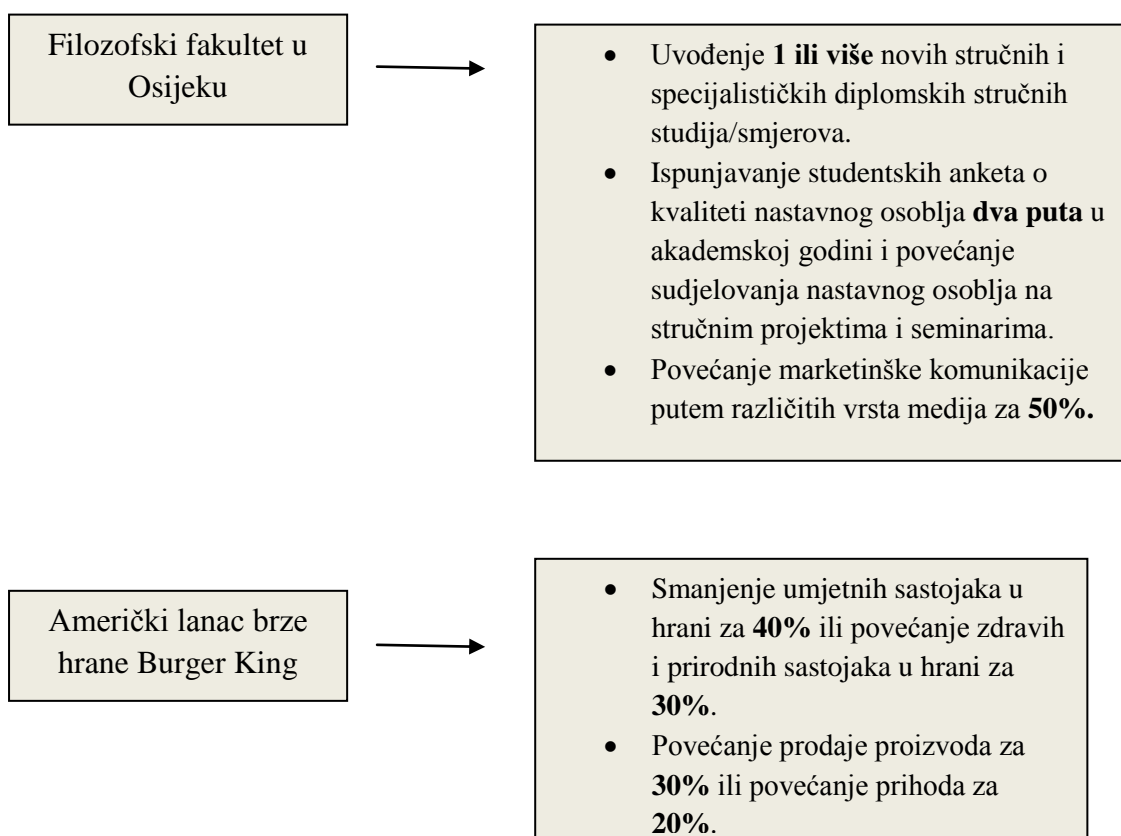 Filozofski fakultet u
Osijeku
• Uvođenje 1 ili više novih stručnih i
specijalističkih diplomskih stručnih
studija/smjerova.
• Ispunjavanje studentskih anketa o
kvaliteti nastavnog osoblja dva puta u
akademskoj godini i povećanje
sudjelovanja nastavnog osoblja na
stručnim projektima i seminarima.
• Povećanje marketinške komunikacije
putem različitih vrsta medija za 50%.
Américki lanac brze
hrane Burger King
• Smanjenje umjetnih sastojaka u
hrani za 40% ili povećanje zdravih
i prirodnih sastojaka u hrani za
30%.
• Povećanje prodaje proizvoda za
30% ili povećanje prihoda za
20%.